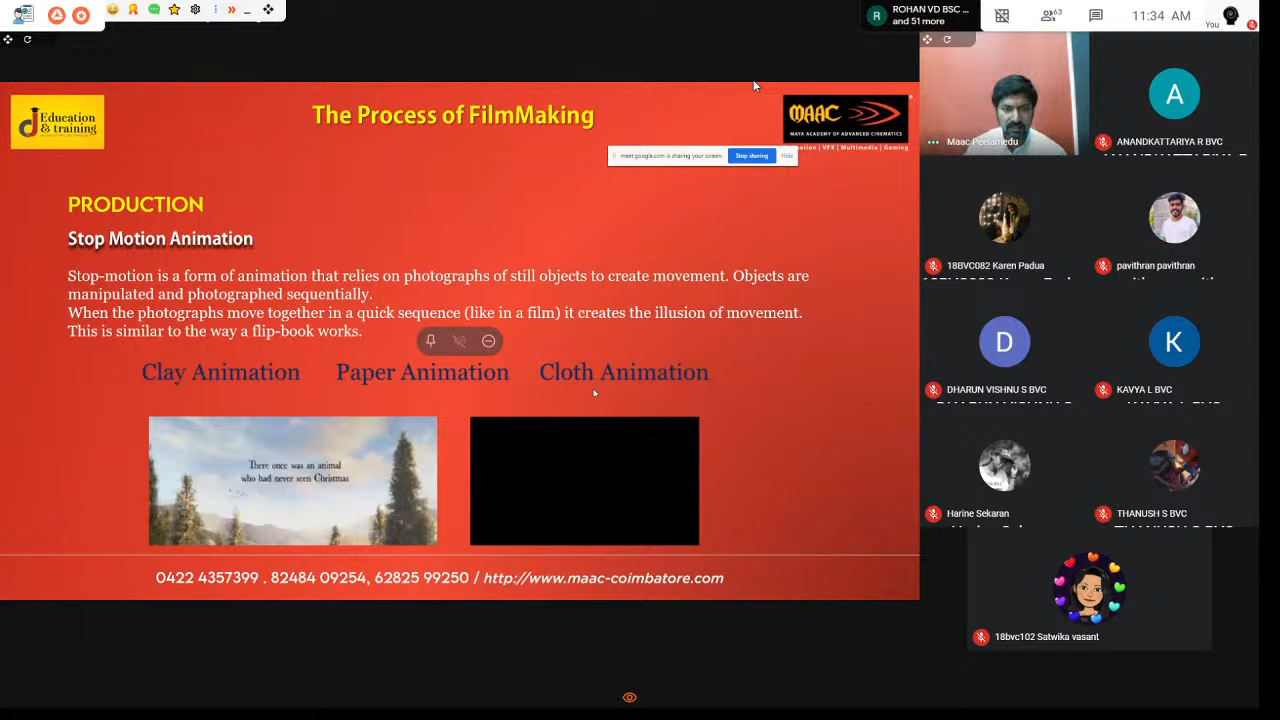 ROHAN VD BSC ...
and 51 more
63
11:34 AM
You
R
Education
& training
The Process of FilmMaking
MAAC
MAYA ACADEMY OF ADVANCED CINEMATICS
ation | VFX | Multimedia | Gaming
meet.google.com is sharing your screen.
Stop sharing
Hide
PRODUCTION
Stop Motion Animation
Stop-motion is a form of animation that relies on photographs of still objects to create movement. Objects are
manipulated and photographed sequentially.
When the photographs move together in a quick sequence (like in a film) it creates the illusion of movement.
This is similar to the way a flip-book works.
Clay Animation Paper Animation Cloth Animation
There once was an animal
who had never seen Christmas
0422 4357399 . 82484 09254, 62825 99250 / http://www.maac-coimbatore.com
Maac Peelamedu
A
ANANDKATTARIYA R BVC
18BVC082 Karen Padua
pavithran pavithran
D
DHARUN VISHNU S BVC
K
KAVYA L BVC
Harine Sekaran
THANUSH S BVC
18bvc102 Satwika vasant